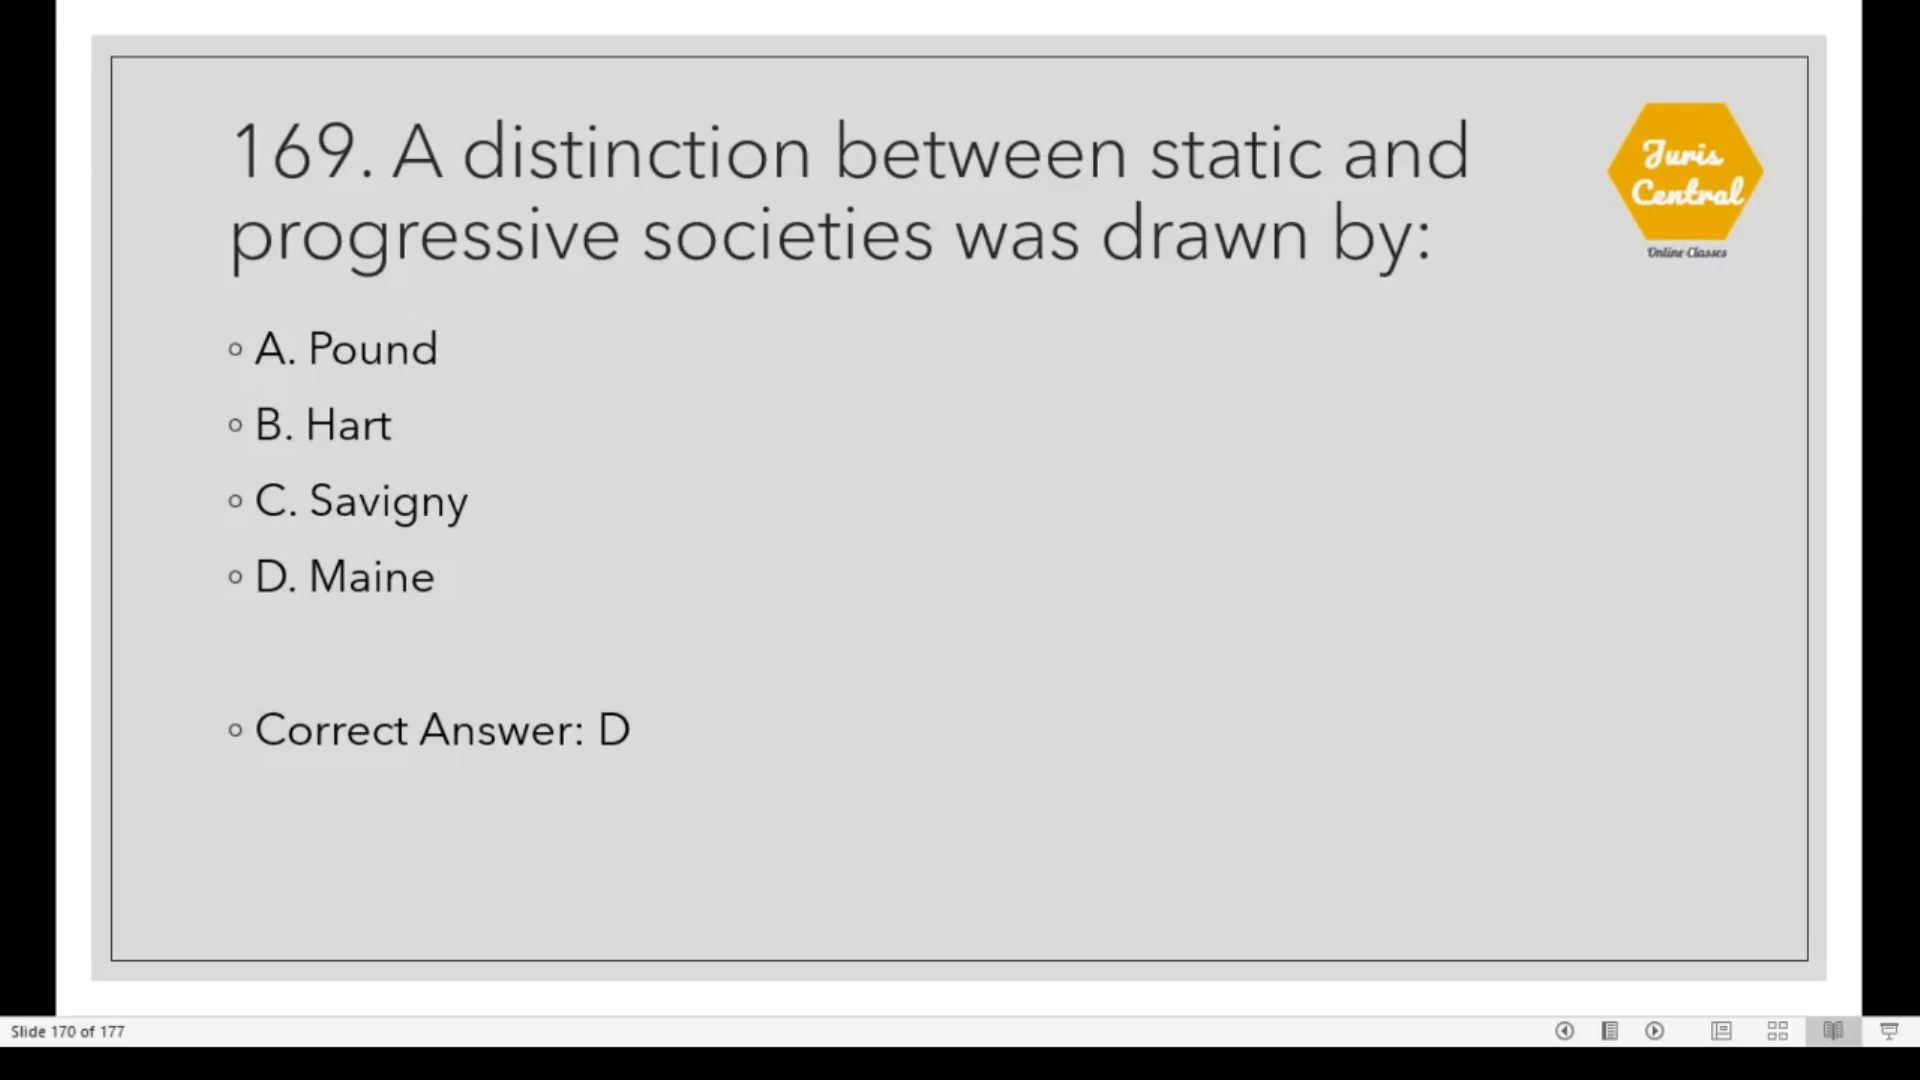 169. A distinction between static and
progressive societies was drawn by:
Juris
Central
Online Classes
A. Pound
B. Hart
C. Savigny
D. Maine
Correct Answer: D
Slide 170 of 177